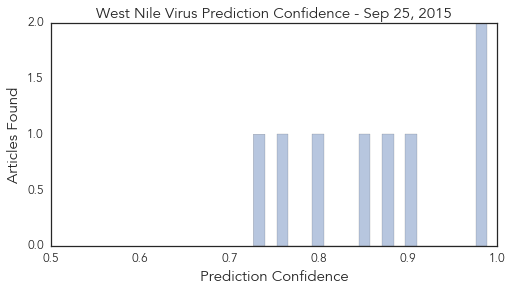 West Nile Virus Prediction Confidence - Sep 25, 2015
2.0
1.5
1.0
0.5
0.0
Articles Found
0.5 0.6 0.7 0.8 0.9 1.0
Prediction Confidence